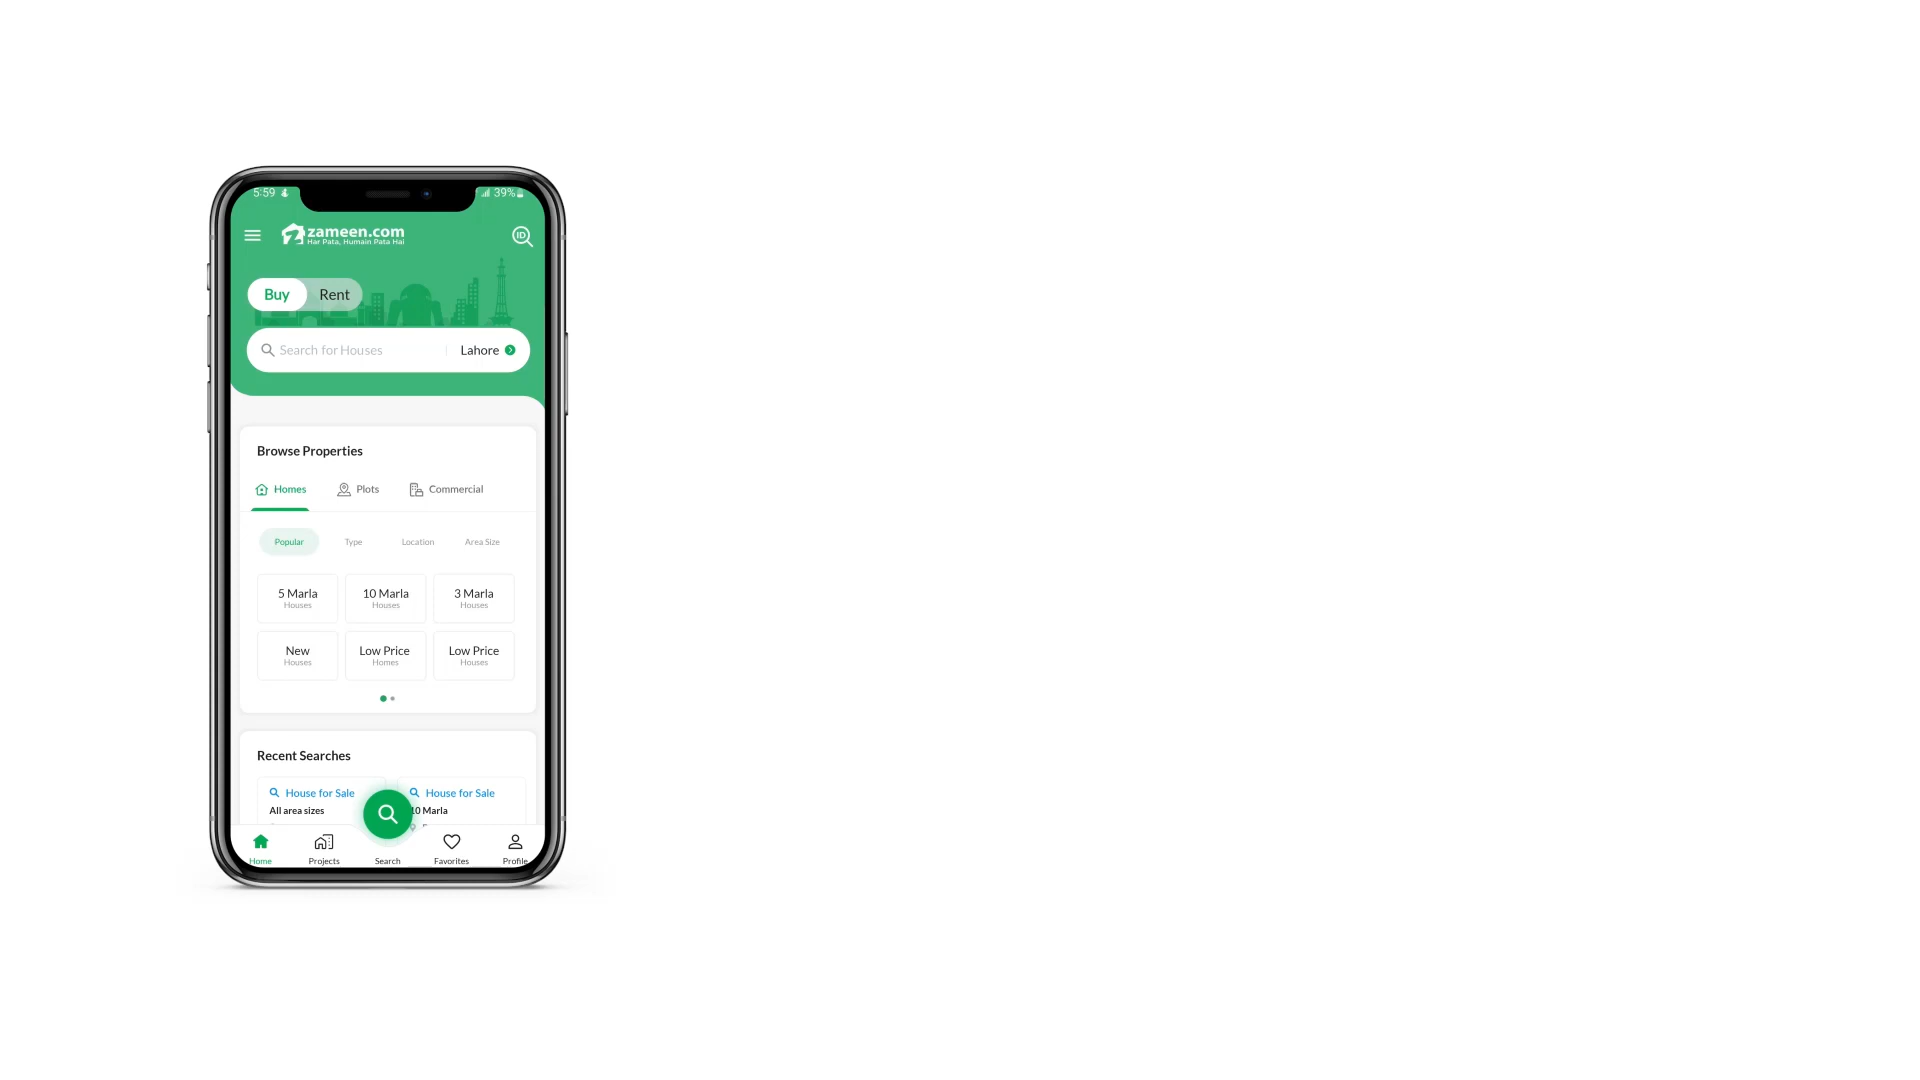 5:59
39%
zameen.com
Har Pata, Humain Pata Hai
ID
Buy Rent
Search for Houses Lahore
Browse Properties
Homes Plots Commercial
Popular Type Location Area Size
5 Marla 10 Marla 3 Marla
Houses Houses Houses
New Low Price Low Price
Houses Homes Houses
Recent Searches
House for Sale House for Sale
All area sizes 10 Marla
Home Projects Search Favorites Profile